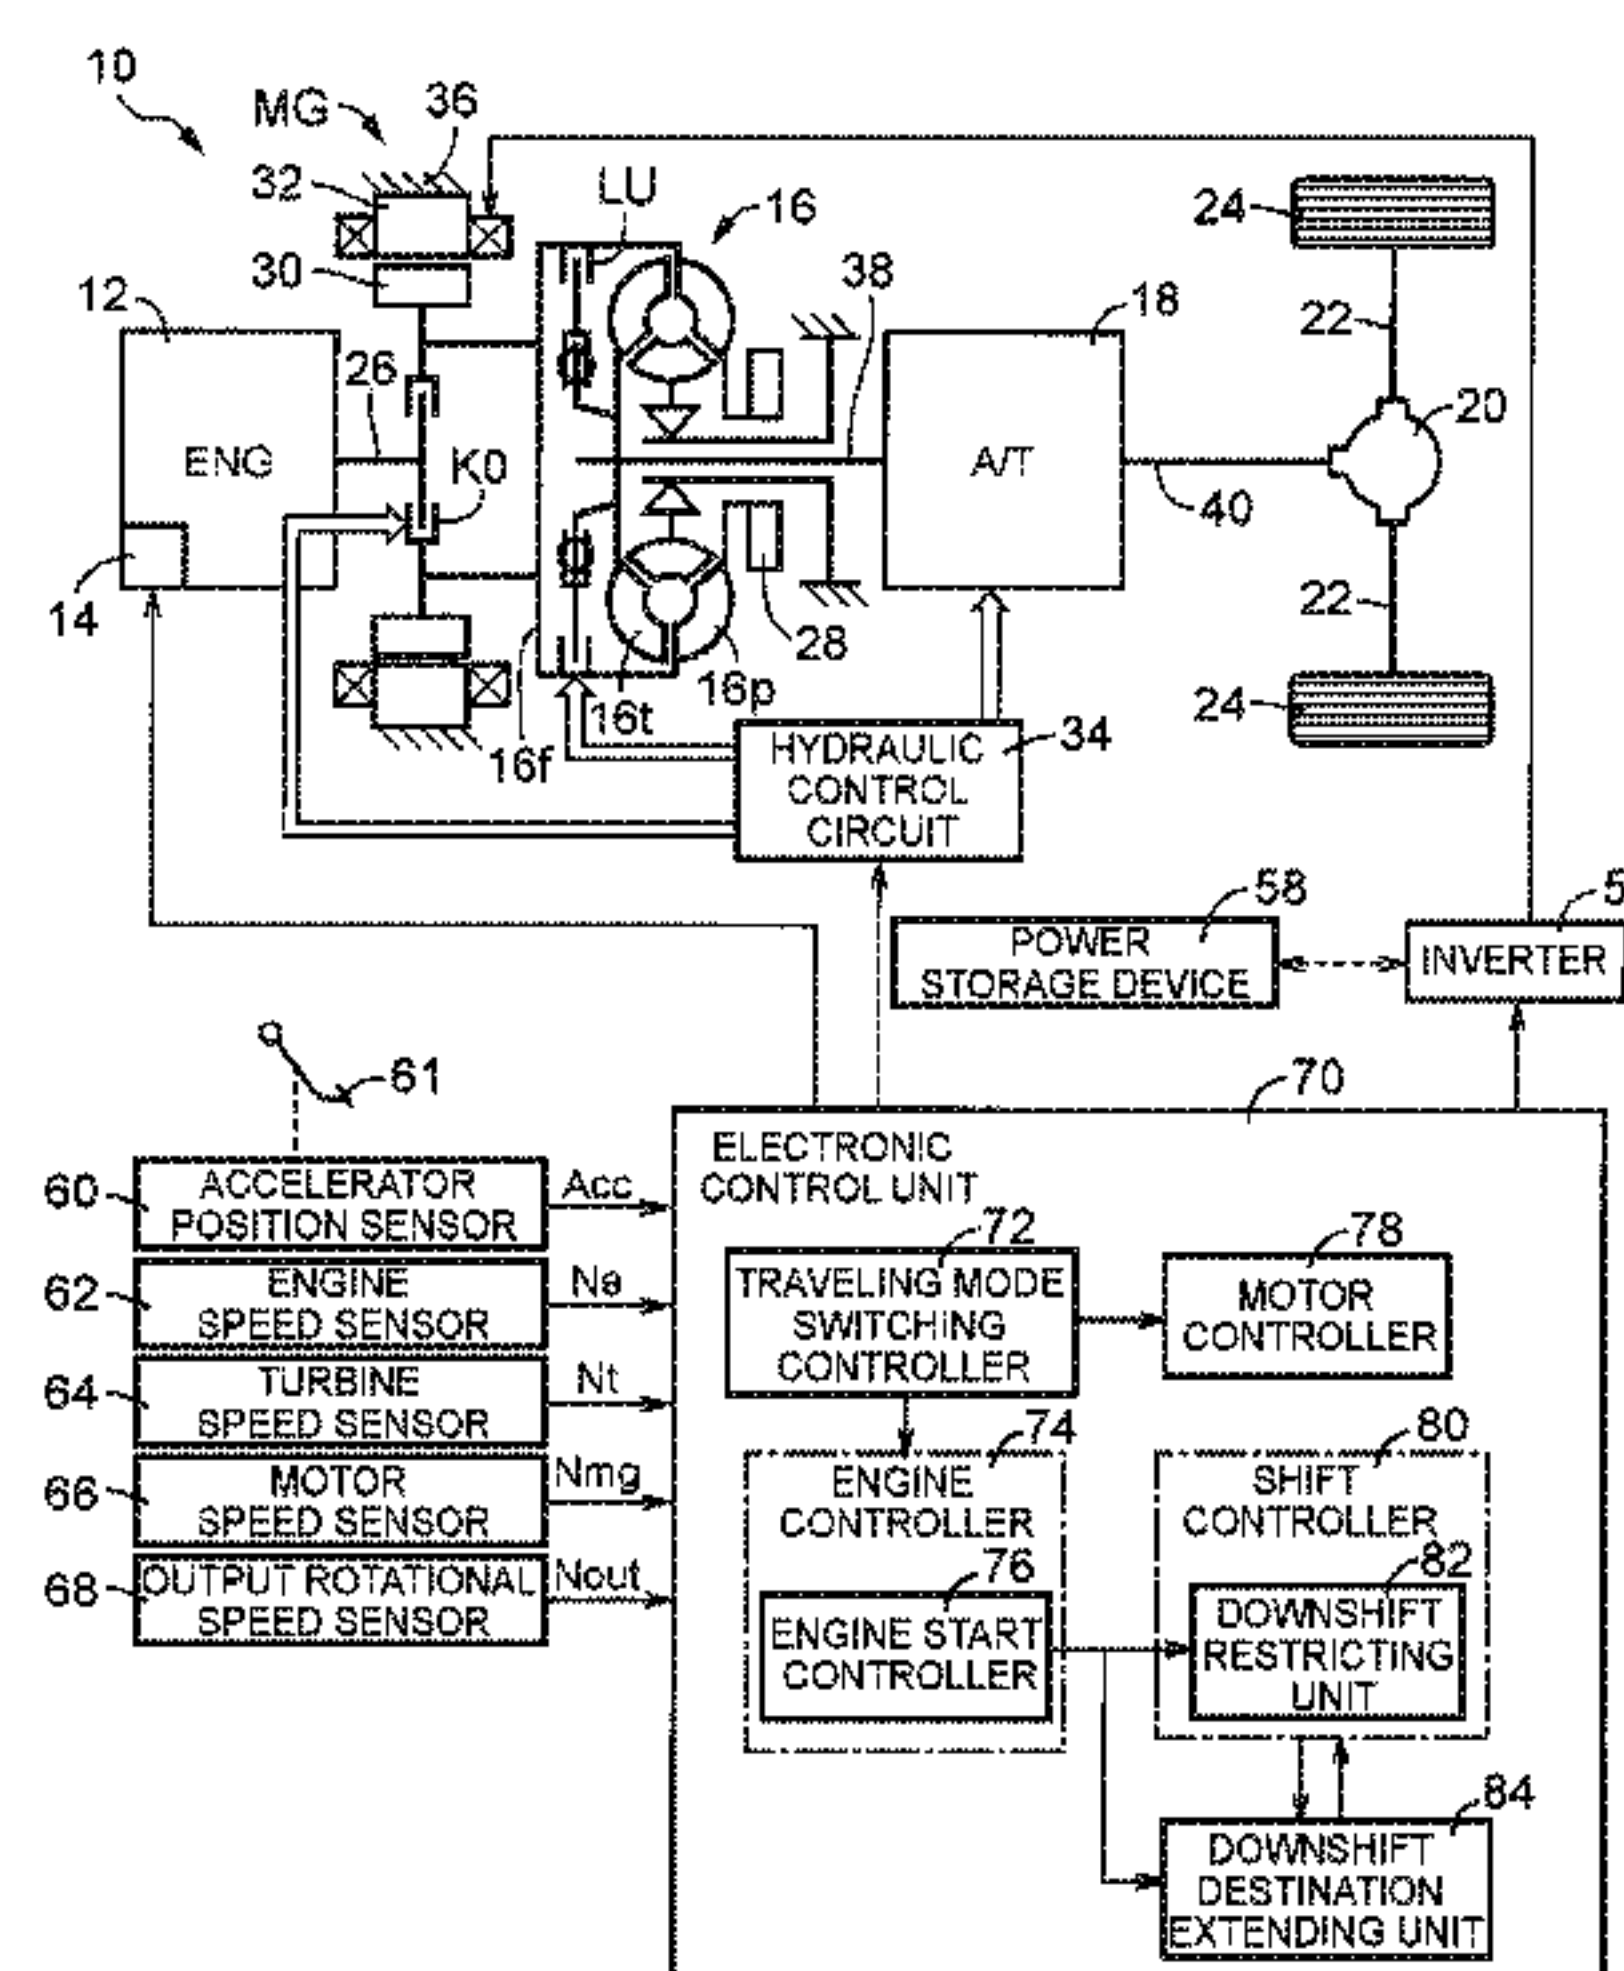 10
MG
36
32
LU
16
24
30
38
12
18
22
26
20
ENG
K0
A/T
40
14
28
22
16p
16t
24
16f
34
HYDRAULIC
CONTROL
CIRCUIT
58
POWER
STORAGE DEVICE
INVERTER
61
70
ELECTRONIC
CONTROL UNIT
60
ACCELERATOR
POSITION SENSOR
Acc
72
78
62
ENGINE
SPEED SENSOR
Ne
TRAVELING MODE
SWITCHING
CONTROLLER
MOTOR
CONTROLLER
64
TURBINE
SPEED SENSOR
Nt
74
80
66
MOTOR
SPEED SENSOR
Nmg
ENGINE
CONTROLLER
SHIFT
CONTROLLER
68
OUTPUT ROTATIONAL
SPEED SENSOR
Nout
76
82
ENGINE START
CONTROLLER
DOWNSHIFT
RESTRICTING
UNIT
84
DOWNSHIFT
DESTINATION
EXTENDING UNIT